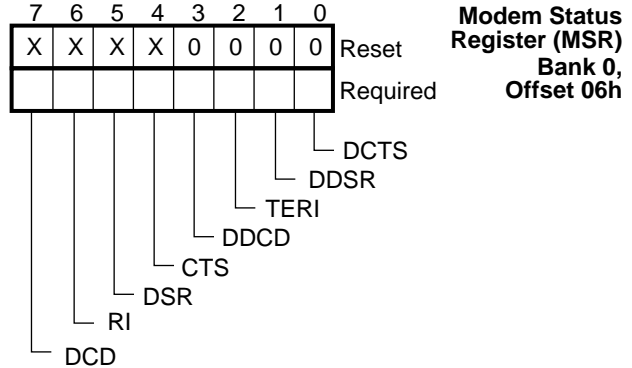 7 6 5 4 3 2 1 0
X X X X 0 0 0 0 Reset
Required
Modem Status
Register (MSR)
Bank 0,
Offset 06h
DCTS
DDSR
TERI
DDCD
CTS
DSR
RI
DCD